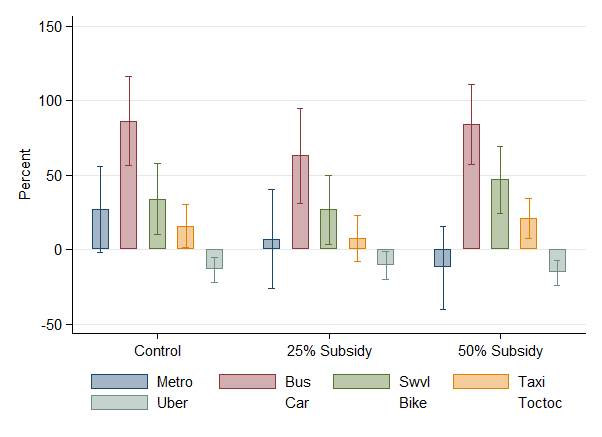 150
100
50
0
-50
Percent
Control 25% Subsidy 50% Subsidy
Metro Bus Swvl Taxi
Uber Car Bike Toctoc